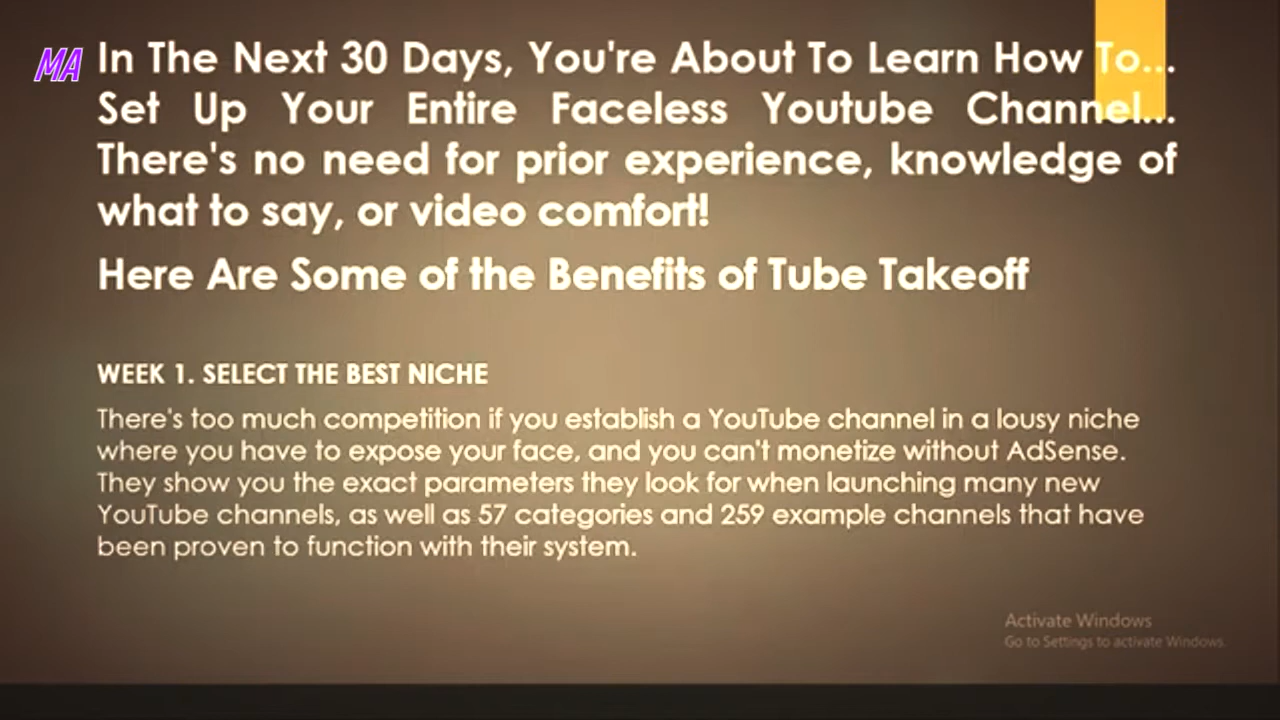 MA
In The Next 30 Days, You're About To Learn How To...
Set Up Your Entire Faceless Youtube Channel...
There's no need for prior experience, knowledge of
what to say, or video comfort!
Here Are Some of the Benefits of Tube Takeoff
WEEK 1. SELECT THE BEST NICHE
There's too much competition if you establish a YouTube channel in a lousy niche
where you have to expose your face, and you can't monetize without AdSense.
They show you the exact parameters they look for when launching many new
YouTube channels, as well as 57 categories and 259 example channels that have
been proven to function with their system.
Activate Windows
Go to Settings to activate Windows.